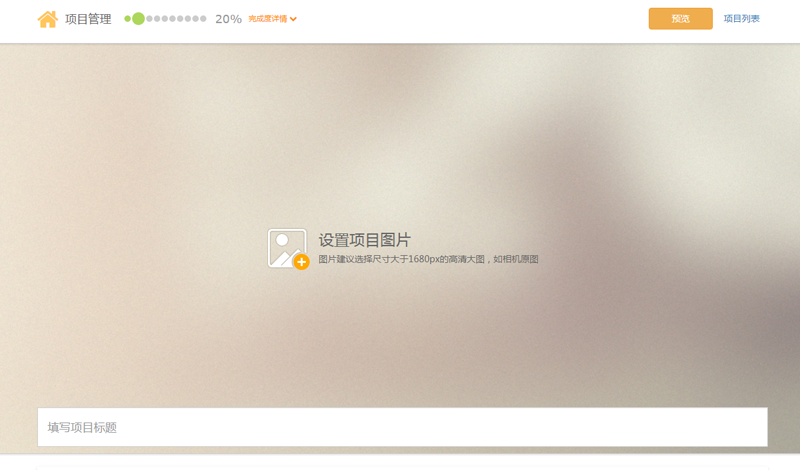 项目管理 20% 完成度详情 预览 项目列表
设置项目图片
图片建议选择尺寸大于1680px的高清大图，如相机原图
填写项目标题